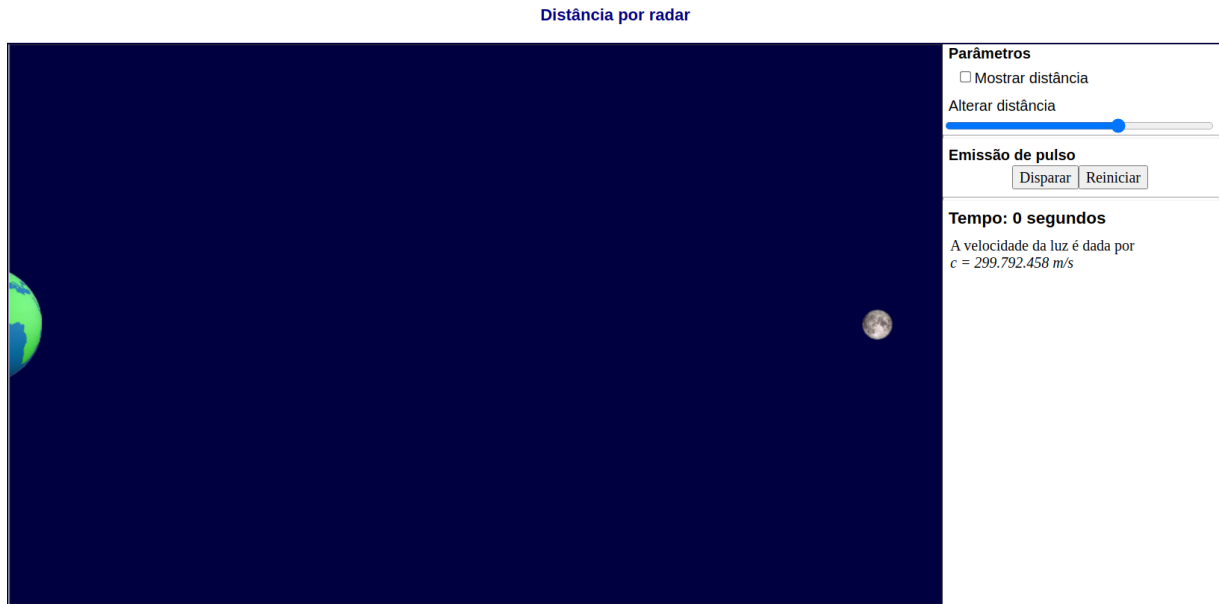 Distância por radar
Parâmetros
Mostrar distância
Alterar distância
Emissão de pulso
Disparar Reiniciar
Tempo: 0 segundos
A velocidade da luz é dada por
c = 299.792.458 m/s